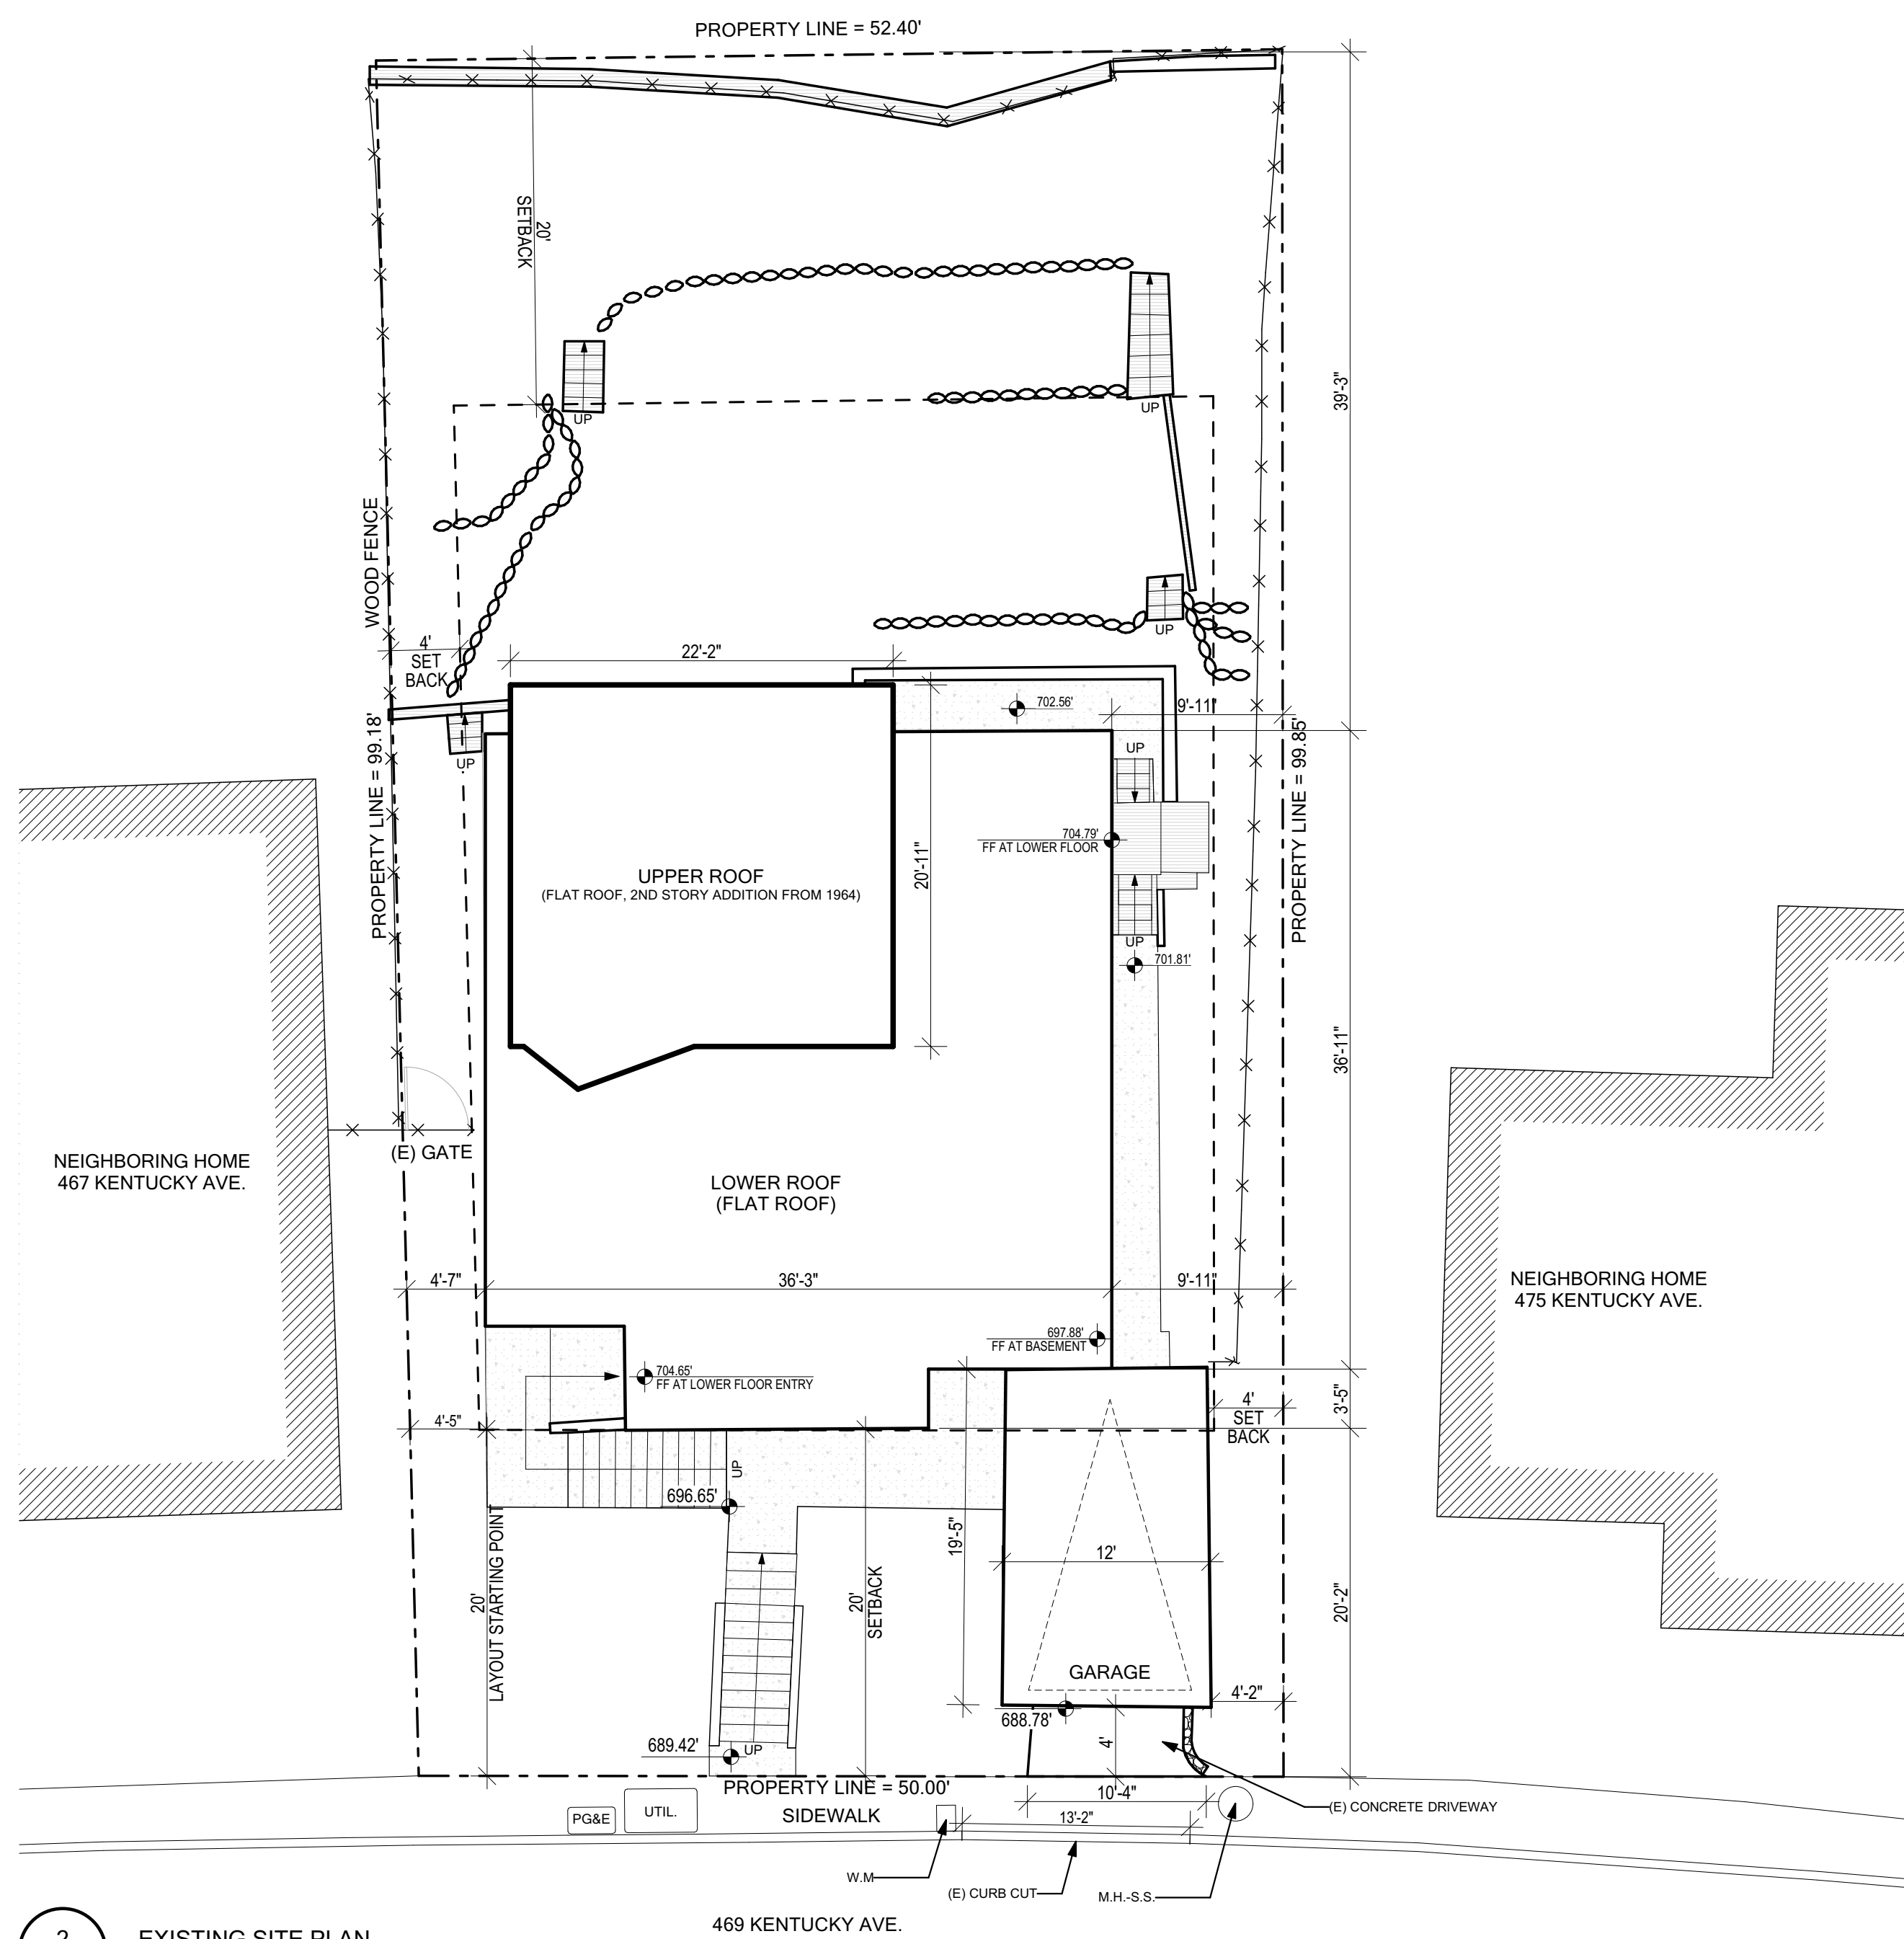 PROPERTY LINE = 52.40'
20'
SETBACK
39'-3"
UP
UP
WOOD FENCE
4'
SET
BACK
22'-2"
UP
702.56'
9'-11"
PROPERTY LINE = 99.18'
PROPERTY LINE = 99.85'
UP
UP
704.79'
FF AT LOWER FLOOR
20'-11"
UPPER ROOF
(FLAT ROOF, 2ND STORY ADDITION FROM 1964)
UP
701.81'
36'-11"
(E) GATE
NEIGHBORING HOME
467 KENTUCKY AVE.
LOWER ROOF
(FLAT ROOF)
4'-7"
36'-3"
9'-11"
NEIGHBORING HOME
475 KENTUCKY AVE.
697.88'
FF AT BASEMENT
704.65'
FF AT LOWER FLOOR ENTRY
3'-5"
4'
SET
BACK
4'-5"
UP
696.65'
19'-5"
12'
20'
LAYOUT STARTING POINT
20'
SETBACK
20'-2"
GARAGE
4'-2"
688.78'
4'
689.42'
UP
PROPERTY LINE = 50.00'
10'-4"
SIDEWALK
PG&E
UTIL.
13'-2"
(E) CONCRETE DRIVEWAY
W.M
(E) CURB CUT
M.H.-S.S.
469 KENTUCKY AVE.
2
EXISTING SITE PLAN